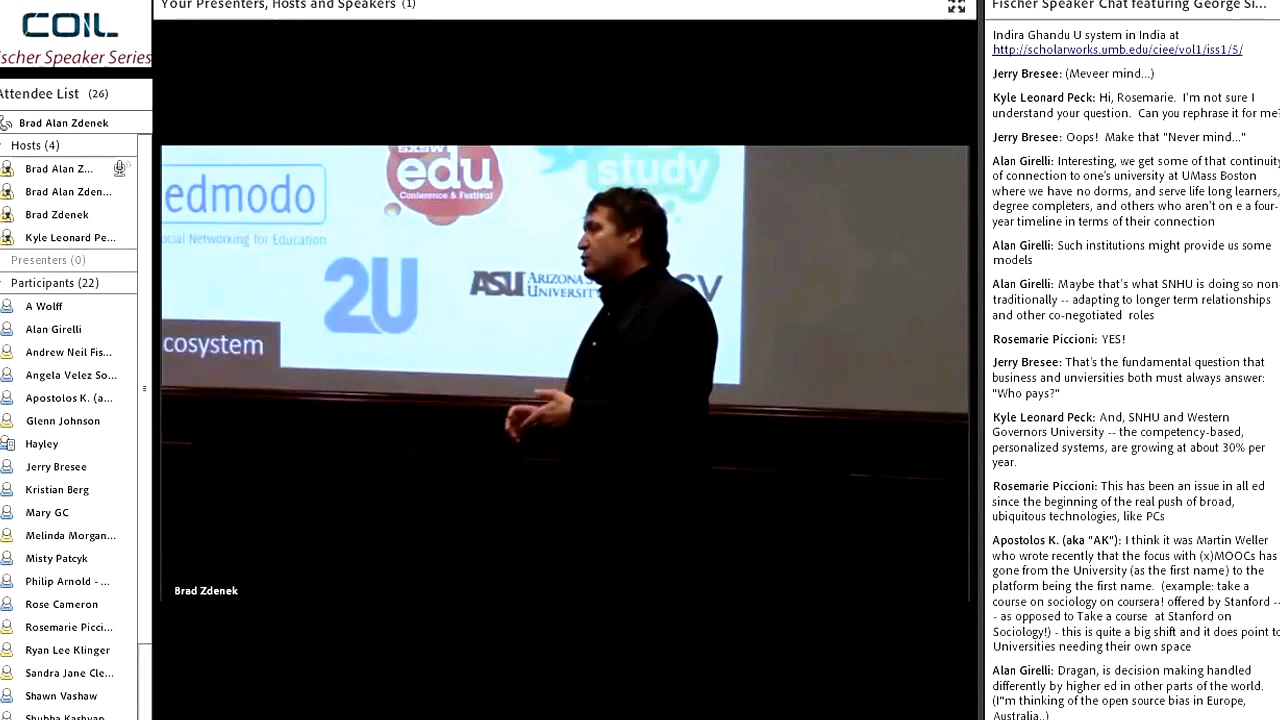 COIL
scher Speaker Series
Attendee List (26)
Brad Alan Zdenek
Hosts (4)
Brad Alan Z...
Brad Alan Zden...
Brad Zdenek
Kyle Leonard Pe...
Presenters (0)
Participants (22)
A Wolff
Alan Girelli
Andrew Neil Fis...
Angela Velez So...
Apostolos K. (a...
Glenn Johnson
Hayley
Jerry Bresee
Kristian Berg
Mary GC
Melinda Morgan...
Misty Patcyk
Philip Arnold - ...
Rose Cameron
Rosemarie Picci...
Ryan Lee Klinger
Sandra Jane Cle...
Shawn Vashaw
Shubha Kashyap
Your Presenters, Hosts and Speakers (1)
edmodo
ocial Networking for Education
SXSW
edu
Conference & Festival
study
2U
ASU ARIZONA
UNIVERSITY
SV
cosystem
Brad Zdenek
Fischer Speaker Chat featuring George Si...
Indira Ghandu U system in India at
http://scholarworks.umb.edu/ciee/vol1/iss1/5/
Jerry Bresee: (Meveer mind...)
Kyle Leonard Peck: Hi, Rosemarie. I'm not sure I
understand your question. Can you rephrase it for me?
Jerry Bresee: Oops! Make that "Never mind..."
Alan Girelli: Interesting, we get some of that continuity
of connection to one's university at UMass Boston
where we have no dorms, and serve life long learners,
degree completers, and others who aren't on e a four-
year timeline in terms of their connection
Alan Girelli: Such institutions might provide us some
models
Alan Girelli: Maybe that's what SNHU is doing so non-
traditionally -- adapting to longer term relationships
and other co-negotiated roles
Rosemarie Piccioni: YES!
Jerry Bresee: That's the fundamental question that
business and unviersities both must always answer:
"Who pays?"
Kyle Leonard Peck: And, SNHU and Western
Governors University -- the competency-based,
personalized systems, are growing at about 30% per
year.
Rosemarie Piccioni: This has been an issue in all ed
since the beginning of the real push of broad,
ubiquitous technologies, like PCs
Apostolos K. (aka "AK"): I think it was Martin Weller
who wrote recently that the focus with (x)MOOCs has
gone from the University (as the first name) to the
platform being the first name. (example: take a
course on sociology on coursera! offered by Stanford --
- as opposed to Take a course at Stanford on
Sociology!) - this is quite a big shift and it does point to
Universities needing their own space
Alan Girelli: Dragan, is decision making handled
differently by higher ed in other parts of the world.
(I"m thinking of the open source bias in Europe,
Australia..)